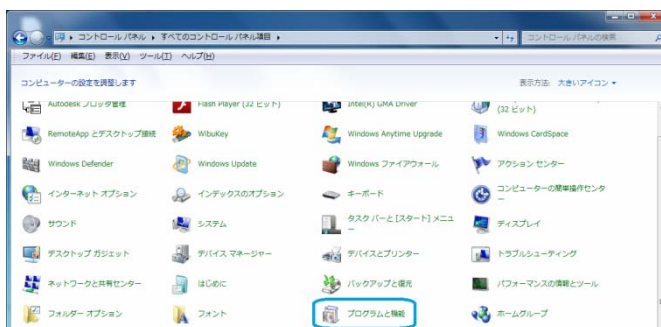 コントロール パネル ▸ すべてのコントロール パネル項目 ▸
コントロール パネルの検索
ファイル(F) 編集(E) 表示(V) ツール(T) ヘルプ(H)
コンピューターの設定を調整します
表示方法: 大きいアイコン
Autodesk プロッタ管理
Flash Player (32 ビット)
Intel(R) GMA Driver
(32 ビット)
RemoteApp とデスクトップ接続
WibuKey
Windows Anytime Upgrade
Windows CardSpace
Windows Defender
Windows Update
Windows ファイアウォール
アクション センター
インターネット オプション
インデックスのオプション
キーボード
コンピューターの簡単操作センタ
ー
サウンド
システム
タスク バーと [スタート] メニュ
ー
ディスプレイ
デスクトップ ガジェット
デバイス マネージャー
デバイスとプリンター
トラブルシューティング
ネットワークと共有センター
はじめに
バックアップと復元
パフォーマンスの情報とツール
フォルダー オプション
フォント
プログラムと機能
ホームグループ